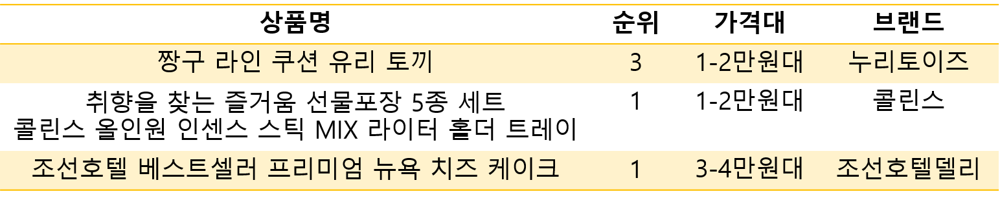 상품명 순위 가격대 브랜드
짱구 라인 쿠션 유리 토끼 3 1-2만원대 누리토이즈
취향을 찾는 즐거움 선물포장 5종 세트 1 1-2만원대 콜린스
콜린스 올인원 인센스 스틱 MIX 라이터 홀더 트레이
조선호텔 베스트셀러 프리미엄 뉴욕 치즈 케이크 1 3-4만원대 조선호텔델리